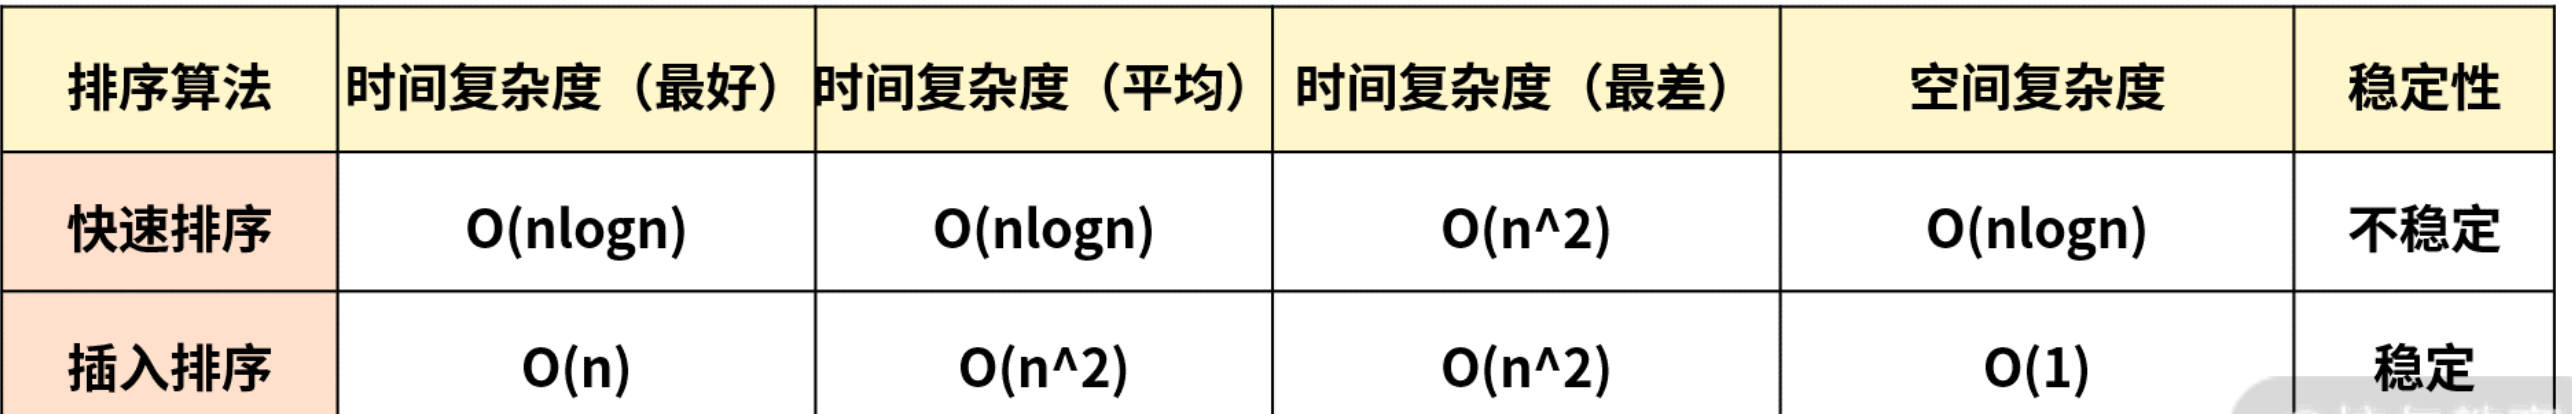 排序算法 时间复杂度（最好） 时间复杂度（平均） 时间复杂度（最差） 空间复杂度 稳定性
快速排序 O(nlogn) O(nlogn) O(n^2) O(nlogn) 不稳定
插入排序 O(n) O(n^2) O(n^2) O(1) 稳定